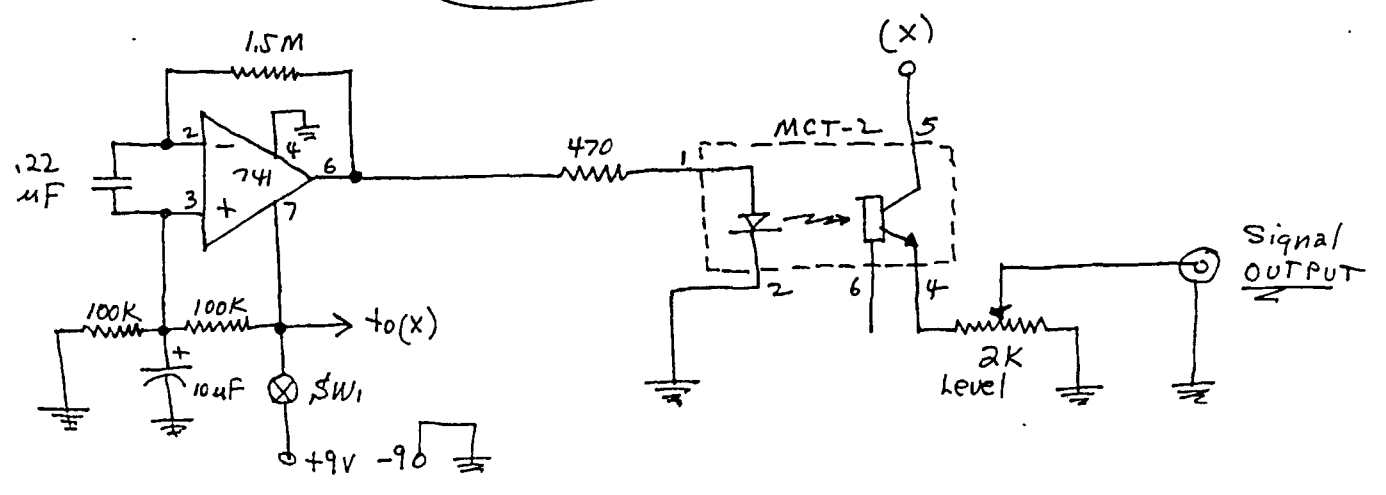 1.5M
(X)
MCT-2
5
2
−
4
470
1
.22
µF
741
6
3
+
7
Signal
OUTPUT
2
6
4
100K
100K
to (X)
+
10µF
SW1
2K
Level
+9V -9